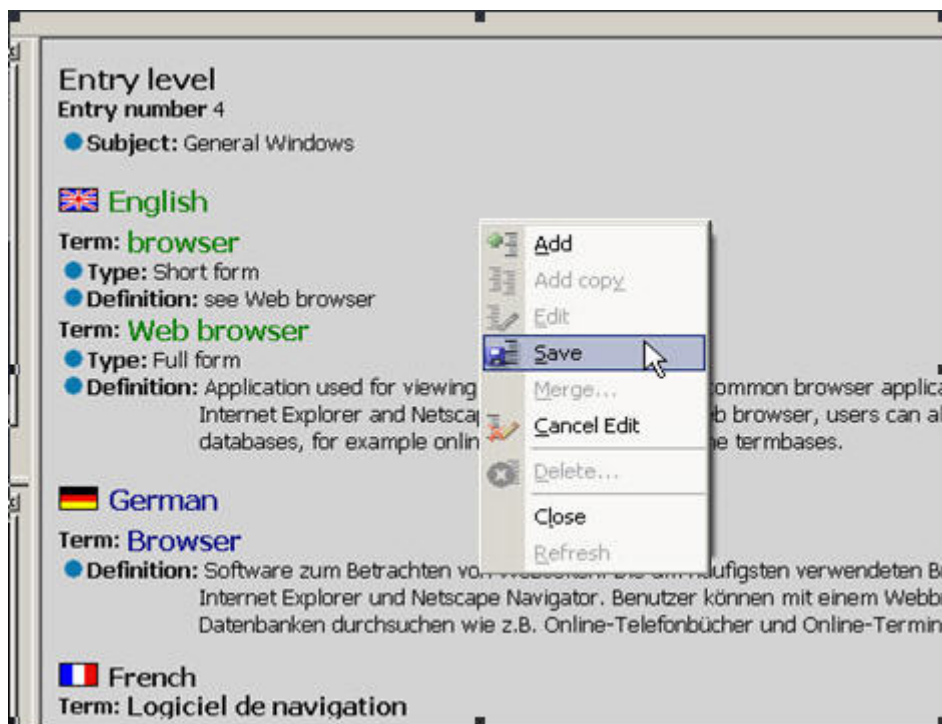 Entry level
Entry number 4
Subject: General Windows
English
Term: browser
Type: Short form
Definition: see Web browser
Term: Web browser
Type: Full form
Definition: Application used for viewing ommon browser applica
Internet Explorer and Netsca b browser, users can al
databases, for example onlin e termbases.
Add
Add copy
Edit
Save
Merge...
Cancel Edit
Delete...
Close
Refresh
German
Term: Browser
Definition: Software zum Betrachten von häufigsten verwendeten B
Internet Explorer und Netscape Navigator. Benutzer können mit einem Webb
Datenbanken durchsuchen wie z.B. Online-Telefonbücher und Online-Termin
French
Term: Logiciel de navigation